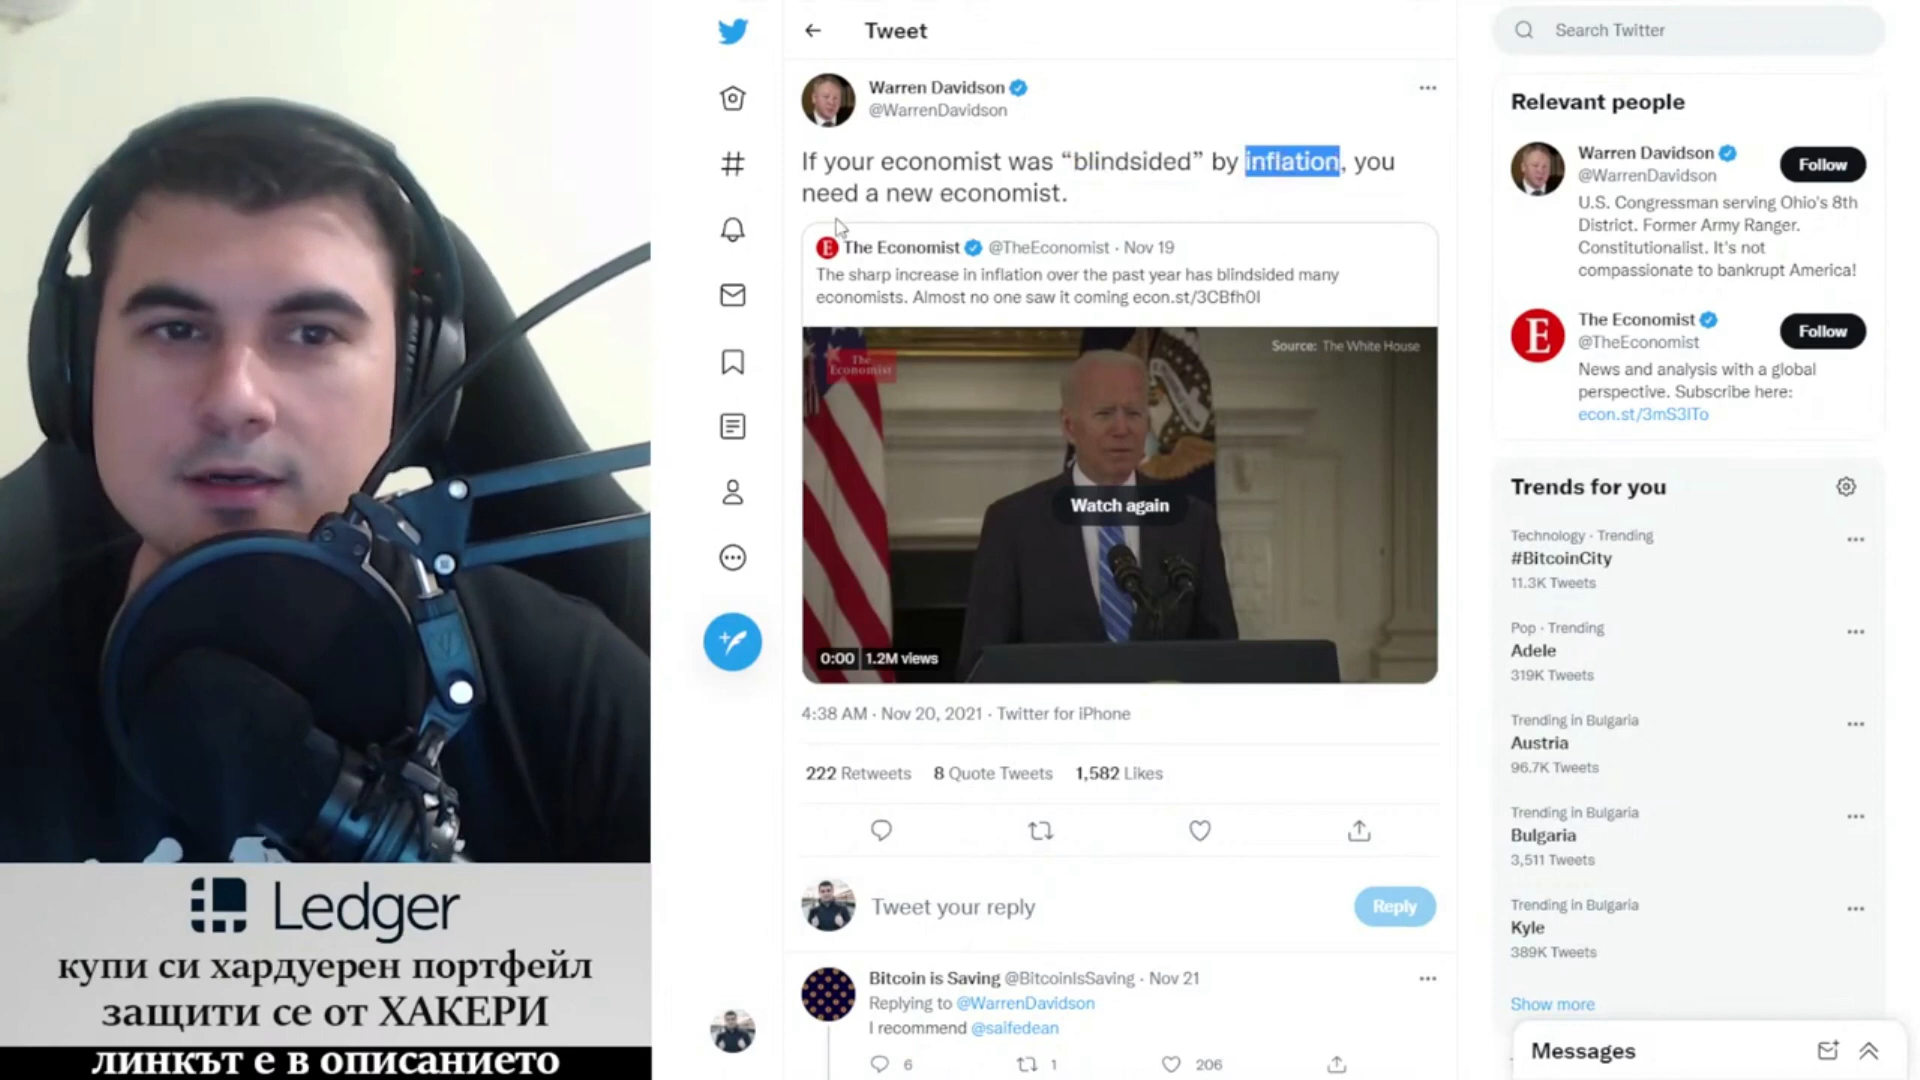 Tweet
Search Twitter
Warren Davidson
@WarrenDavidson
If your economist was “blindsided” by inflation, you
need a new economist.
The Economist @TheEconomist · Nov 19
The sharp increase in inflation over the past year has blindsided many
economists. Almost no one saw it coming econ.st/3CBfh0I
The
Economist
Source: The White House
Watch again
0:00 1.2M views
4:38 AM · Nov 20, 2021 · Twitter for iPhone
222 Retweets 8 Quote Tweets 1,582 Likes
Tweet your reply
Reply
Bitcoin is Saving @BitcoinIsSaving · Nov 21
Replying to @WarrenDavidson
I recommend @saifedean
6 1 206
Relevant people
Warren Davidson
@WarrenDavidson
Follow
U.S. Congressman serving Ohio's 8th
District. Former Army Ranger.
Constitutionalist. It's not
compassionate to bankrupt America!
The Economist
@TheEconomist
Follow
News and analysis with a global
perspective. Subscribe here:
econ.st/3mS3ITo
Trends for you
Technology · Trending
#BitcoinCity
11.3K Tweets
Pop · Trending
Adele
319K Tweets
Trending in Bulgaria
Austria
96.7K Tweets
Trending in Bulgaria
Bulgaria
3,511 Tweets
Trending in Bulgaria
Kyle
389K Tweets
Show more
Messages
Ledger
купи си хардуерен портфейл
защити се от ХАКЕРИ
линкът е в описанието